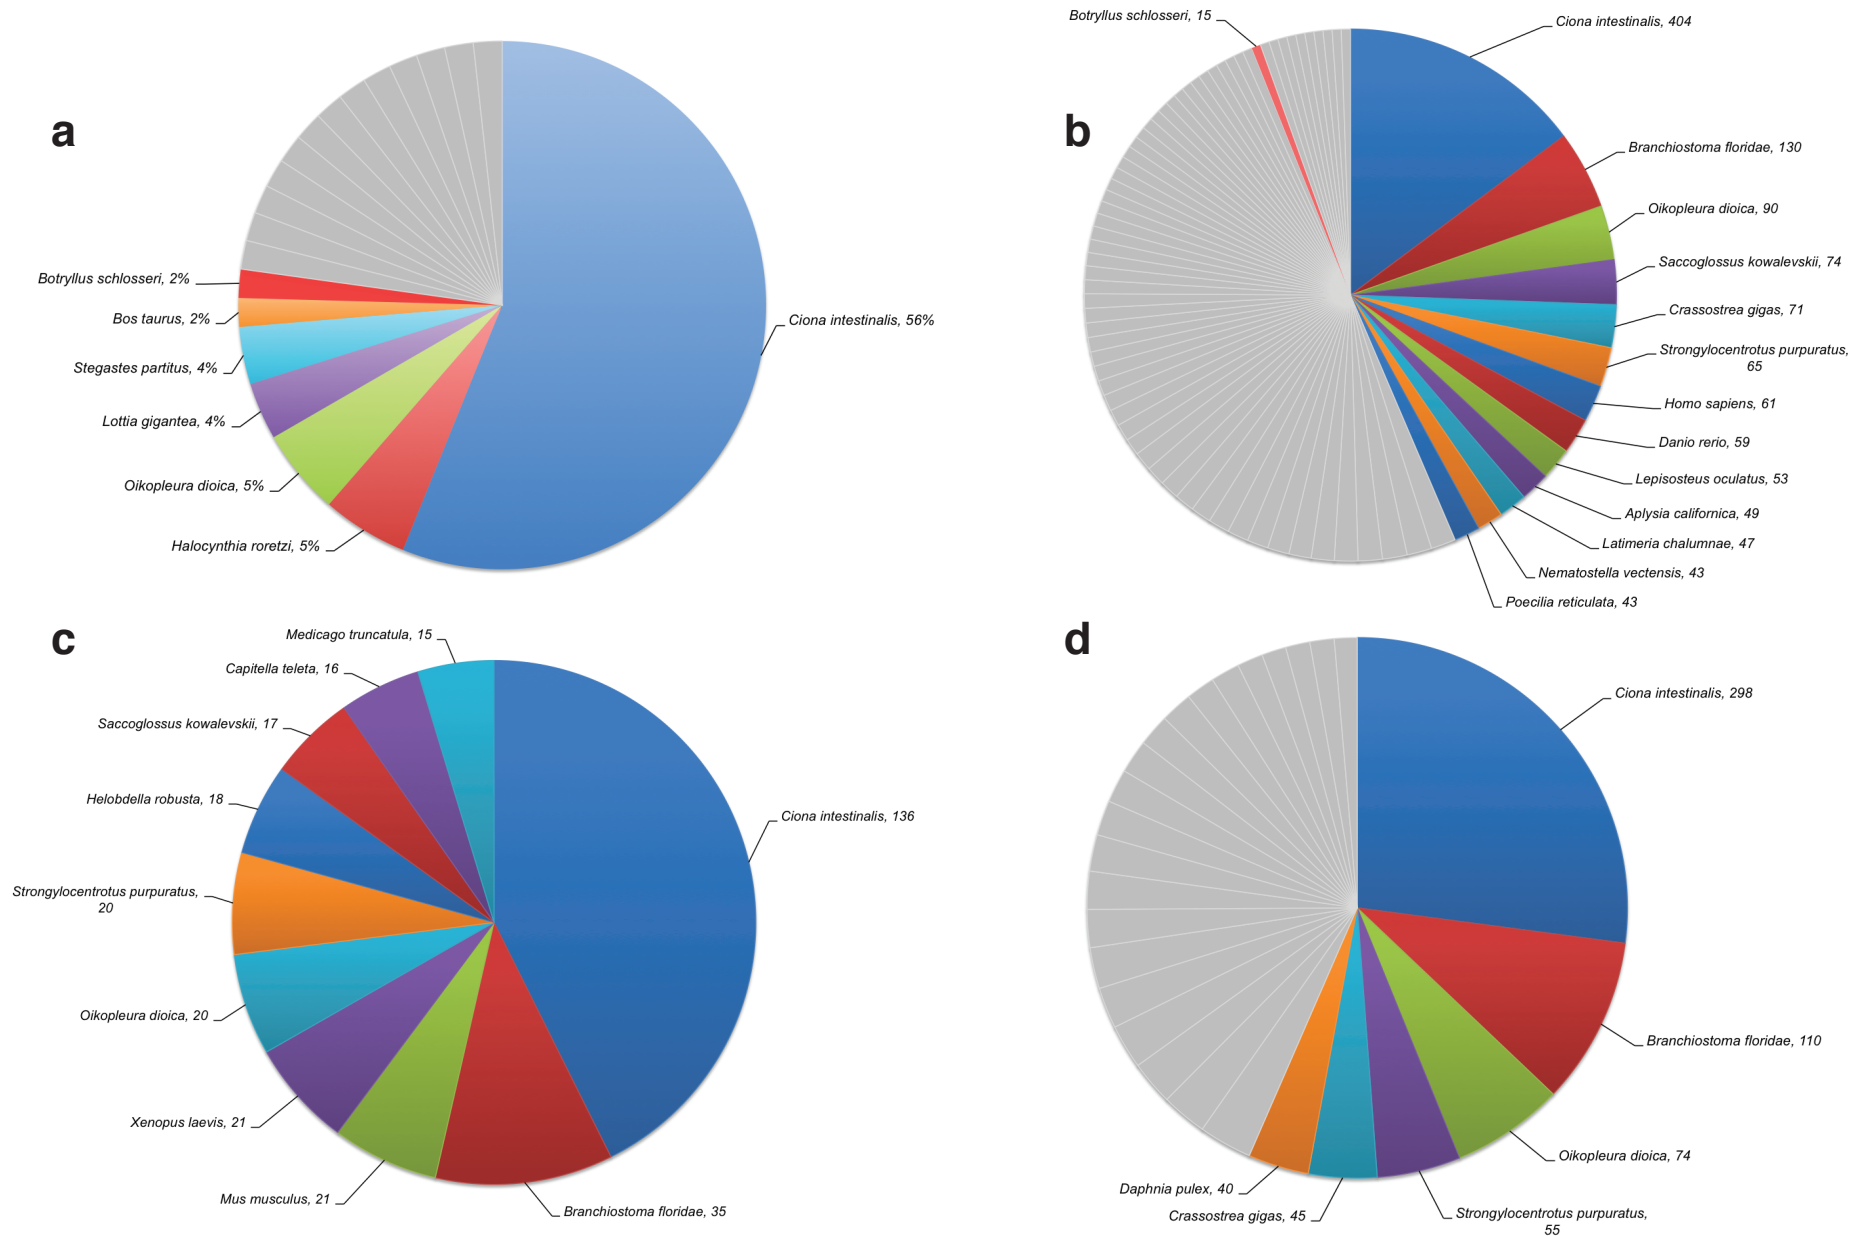 a
Botryllus schlosseri, 2%
Bos taurus, 2%
Stegastes partitus, 4%
Lottia gigantea, 4%
Oikopleura dioica, 5%
Halocynthia roretzi, 5%
Ciona intestinalis, 56%
b
Botryllus schlosseri, 15
Ciona intestinalis, 404
Branchiostoma floridae, 130
Oikopleura dioica, 90
Saccoglossus kowalevskii, 74
Crassostrea gigas, 71
Strongylocentrotus purpuratus,
65
Homo sapiens, 61
Danio rerio, 59
Lepisosteus oculatus, 53
Aplysia californica, 49
Latimeria chalumnae, 47
Nematostella vectensis, 43
Poecilia reticulata, 43
c
Medicago truncatula, 15
Capitella teleta, 16
Saccoglossus kowalevskii, 17
Helobdella robusta, 18
Strongylocentrotus purpuratus,
20
Oikopleura dioica, 20
Xenopus laevis, 21
Mus musculus, 21
Branchiostoma floridae, 35
Ciona intestinalis, 136
d
Ciona intestinalis, 298
Branchiostoma floridae, 110
Oikopleura dioica, 74
Strongylocentrotus purpuratus,
55
Crassostrea gigas, 45
Daphnia pulex, 40